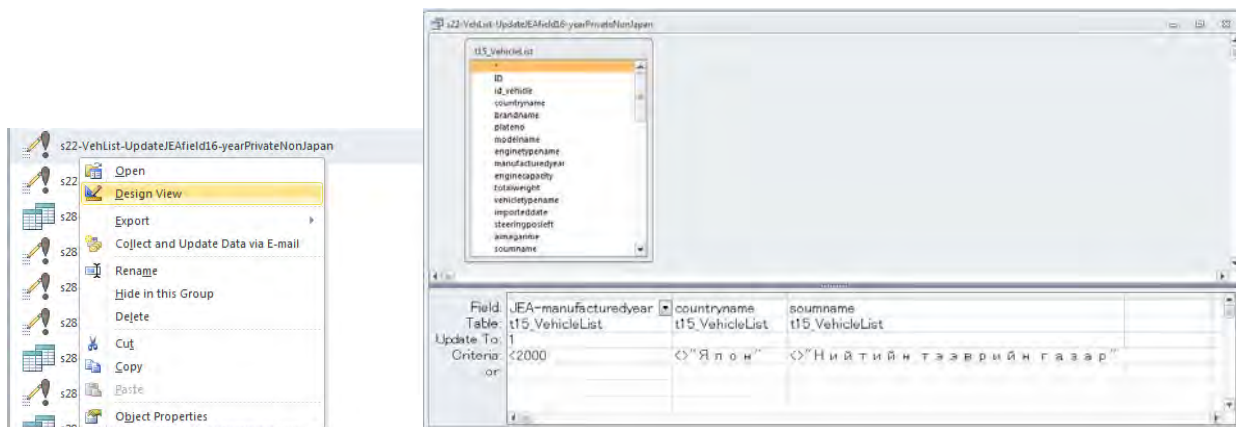 s22-VehList-UpdateJEAfield16-yearPrivateNonJapan
s22
Open
Design View
s28
Export
s28
Collect and Update Data via E-mail
s28
Rename
Hide in this Group
s28
Delete
s28
Cut
Copy
s28
Paste
Object Properties
s22-VehList-UpdateJEAfield16-yearPrivateNonJapan
t15_VehicleList
*
ID
id_vehicle
countryname
brandname
plateno
modelname
enginetypename
manufacturedyear
enginecapacity
totalweight
vehicletypename
importeddate
steeringposleft
aimagname
soumname
Field: JEA-manufacturedyear countryname soumname
Table: t15_VehicleList t15_VehicleList t15_VehicleList
Update To: 1
Criteria: <2000 <>"Япон" <>"Нийтийн тээврийн газар"
or: